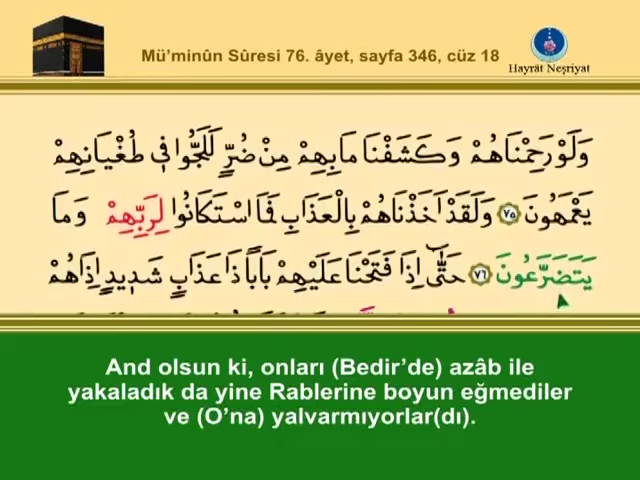 Mü’minûn Sûresi 76. âyet, sayfa 346, cüz 18
Hayrât Neşriyat
وَلَوْ رَحِمْنَاهُمْ وَكَشَفْنَا مَابِهِمْ مِنْ ضُرٍّ لَلَجُّوا فِى طُغْيَانِهِمْ
يَعْمَهُونَ ﴿٧٥﴾ وَلَقَدْ اَخَذْنَاهُمْ بِالْعَذَابِ فَمَا اسْتَكَانُوا لِرَبِّهِمْ وَمَا
يَتَضَرَّعُونَ ﴿٧٦﴾ حَتّٰٓى اِذَا فَتَحْنَا عَلَيْهِمْ بَابًا ذَا عَذَابٍ شَدِيدٍ اِذَاهُمْ
And olsun ki, onları (Bedir’de) azâb ile
yakaladık da yine Rablerine boyun eğmediler
ve (O’na) yalvarmıyorlar(dı).